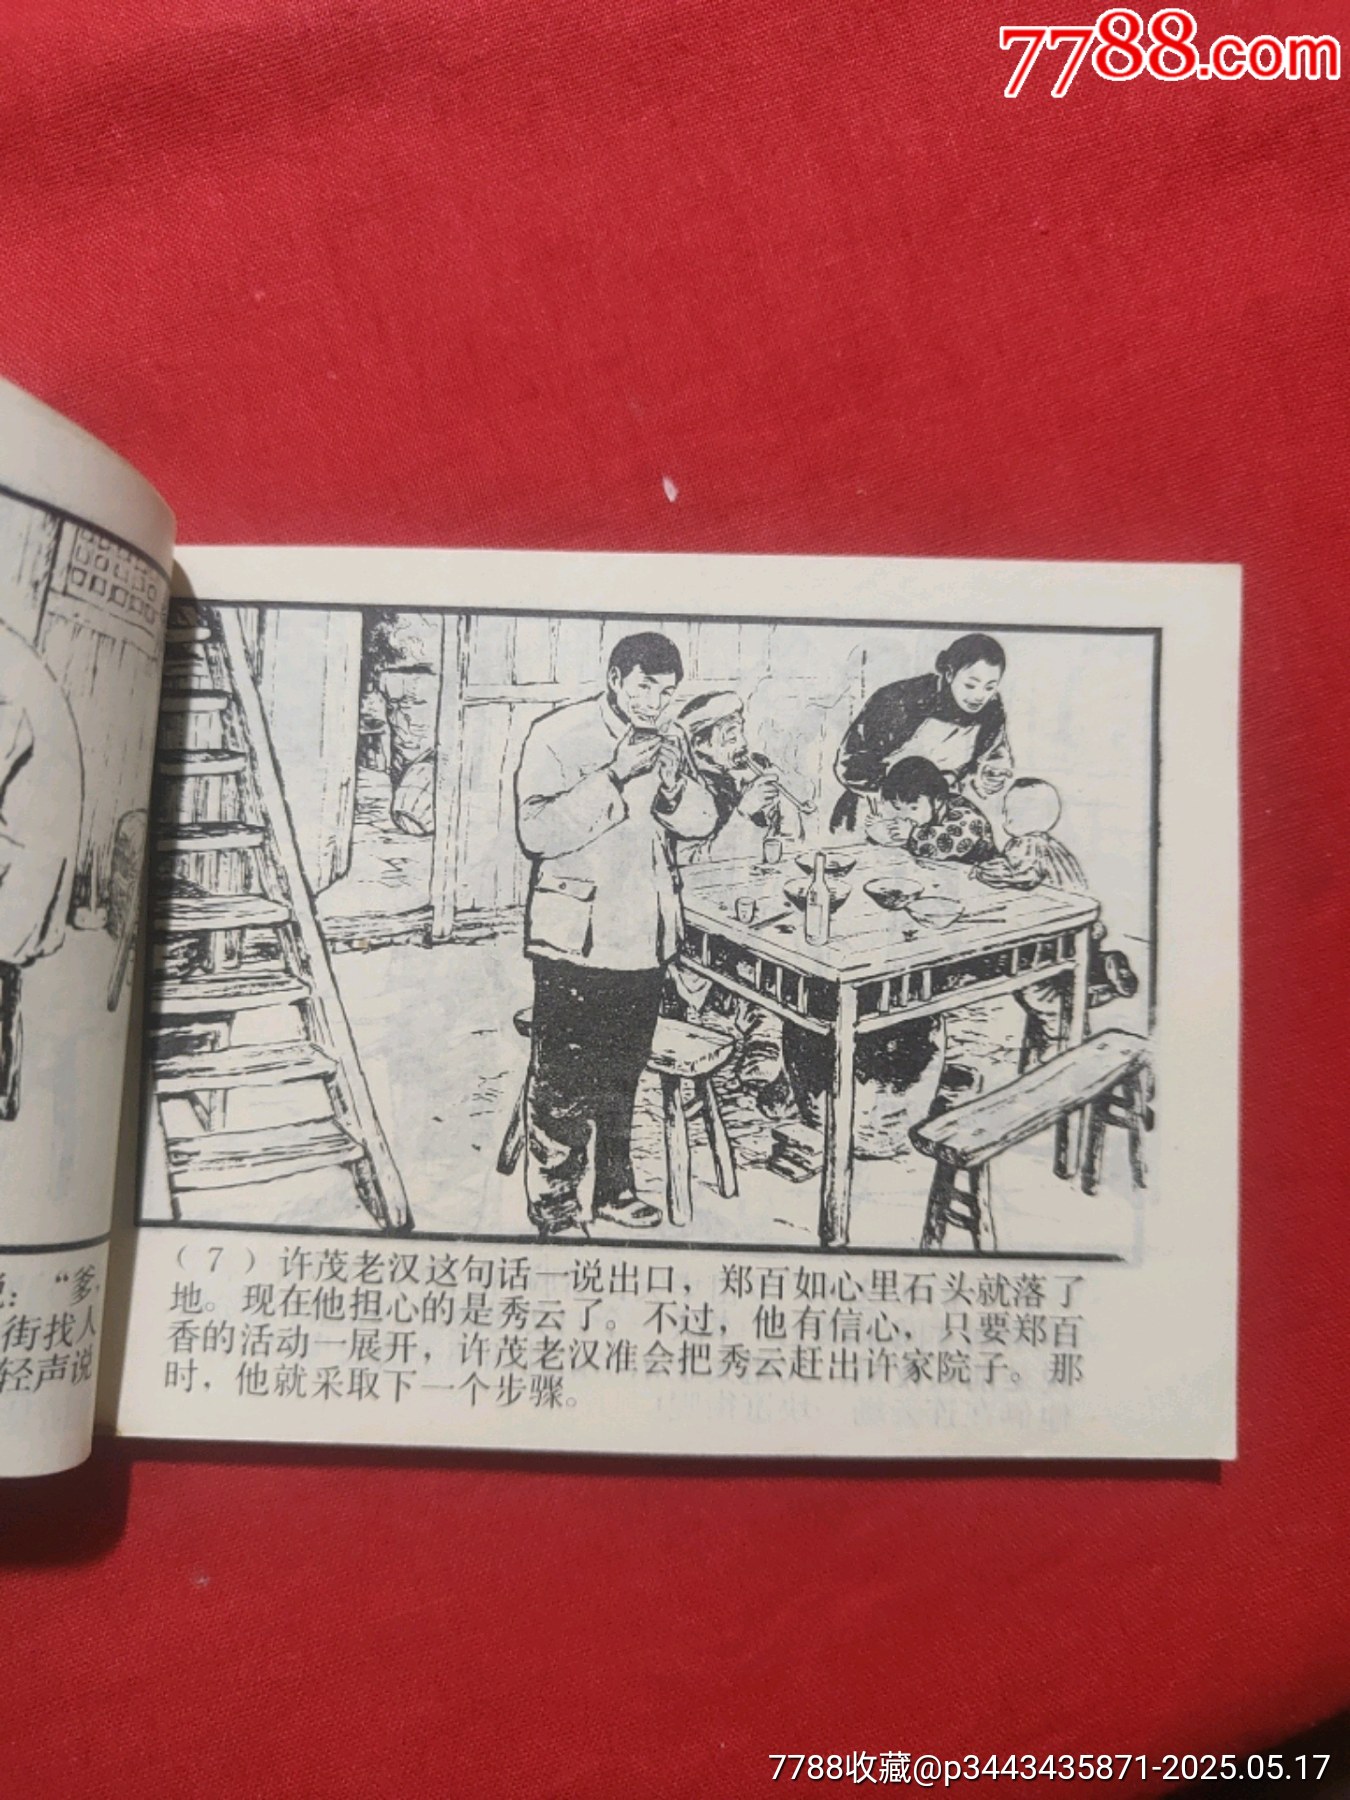 7788.com
（7）许茂老汉这句话一说出口，郑百如心里石头就落了
地。现在他担心的是秀云了。不过，他有信心，只要郑百
香的活动一展开，许茂老汉准会把秀云赶出许家院子。那
时，他就采取下一个步骤。
：“爹，
街找人
轻声说
7788收藏@p3443435871-2025.05.17